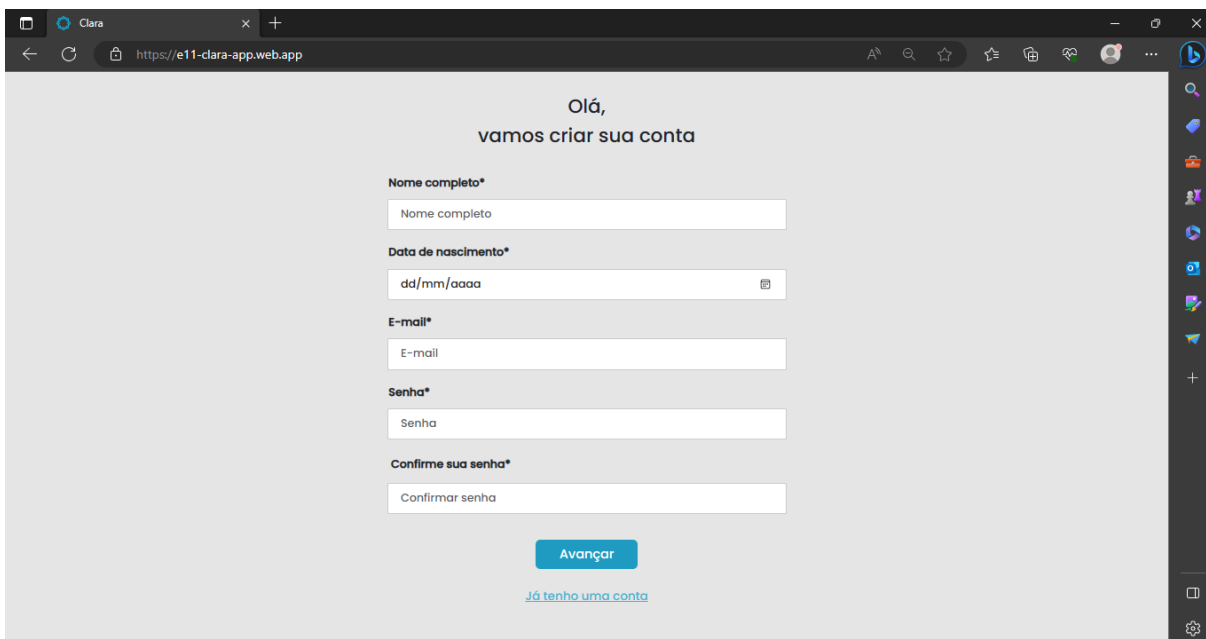 Clara
https://e11-clara-app.web.app
Olá,
vamos criar sua conta
Nome completo*
Nome completo
Data de nascimento*
dd/mm/aaaa
E-mail*
E-mail
Senha*
Senha
Confirme sua senha*
Confirmar senha
Avançar
Já tenho uma conta